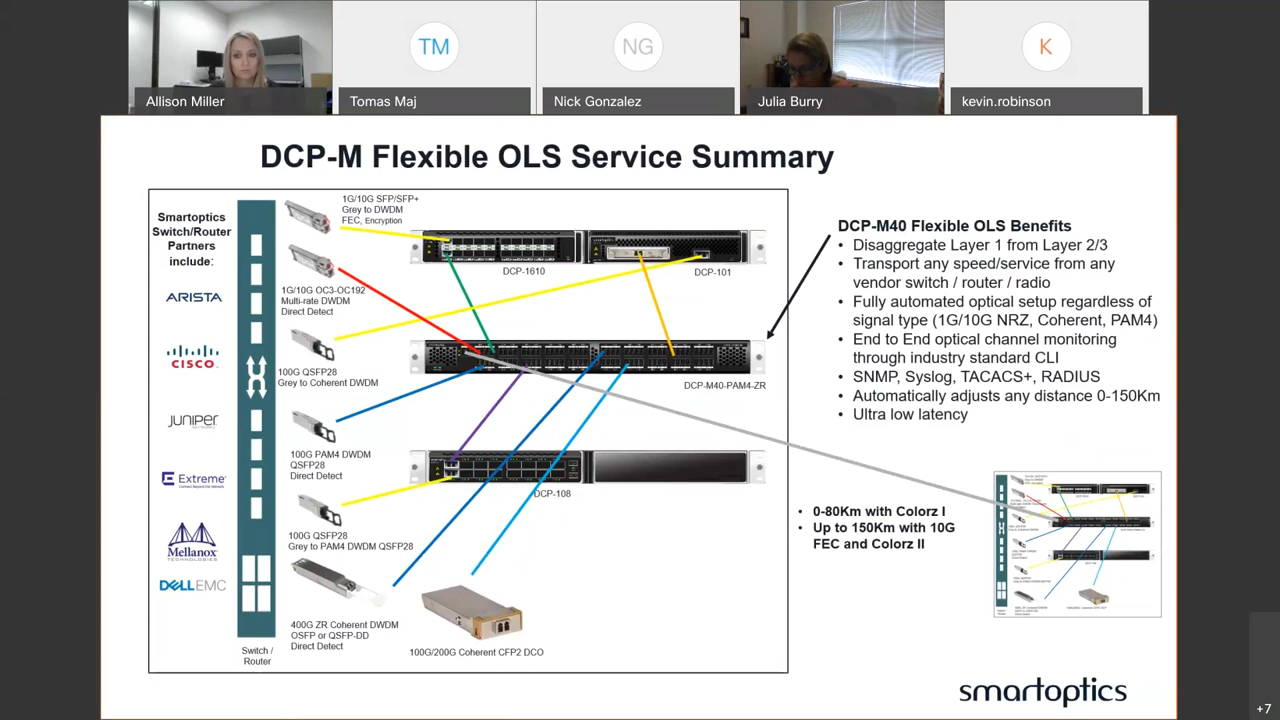 TM
NG
K
Allison Miller
Tomas Maj
Nick Gonzalez
Julia Burry
kevin.robinson
DCP-M Flexible OLS Service Summary
Smartoptics
Switch/Router
Partners
include:
ARISTA
CISCO
JUNIPER
Extreme
Mellanox
TECHNOLOGIES
DELLEMC
Switch /
Router
1G/10G SFP/SFP+
Grey to DWDM
FEC, Encryption
1G/10G OC3-OC192
Multi-rate DWDM
Direct Detect
100G QSFP28
Grey to Coherent DWDM
100G PAM4 DWDM
QSFP28
Direct Detect
100G QSFP28
Grey to PAM4 DWDM QSFP28
400G ZR Coherent DWDM
OSFP or QSFP-DD
Direct Detect
100G/200G Coherent CFP2 DCO
DCP-1610
DCP-101
DCP-M40-PAM4-ZR
DCP-108
DCP-M40 Flexible OLS Benefits
• Disaggregate Layer 1 from Layer 2/3
• Transport any speed/service from any
vendor switch / router / radio
• Fully automated optical setup regardless of
signal type (1G/10G NRZ, Coherent, PAM4)
• End to End optical channel monitoring
through industry standard CLI
• SNMP, Syslog, TACACS+, RADIUS
• Automatically adjusts any distance 0-150Km
• Ultra low latency
• 0-80Km with Colorz I
• Up to 150Km with 10G
FEC and Colorz II
smartoptics
+7